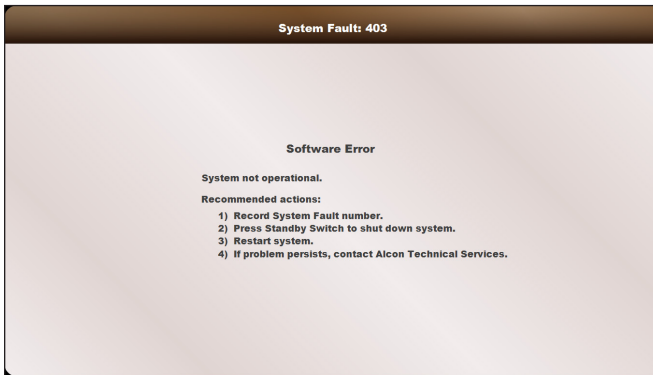 System Fault: 403
Software Error
System not operational.
Recommended actions:
1) Record System Fault number.
2) Press Standby Switch to shut down system.
3) Restart system.
4) If problem persists, contact Alcon Technical Services.